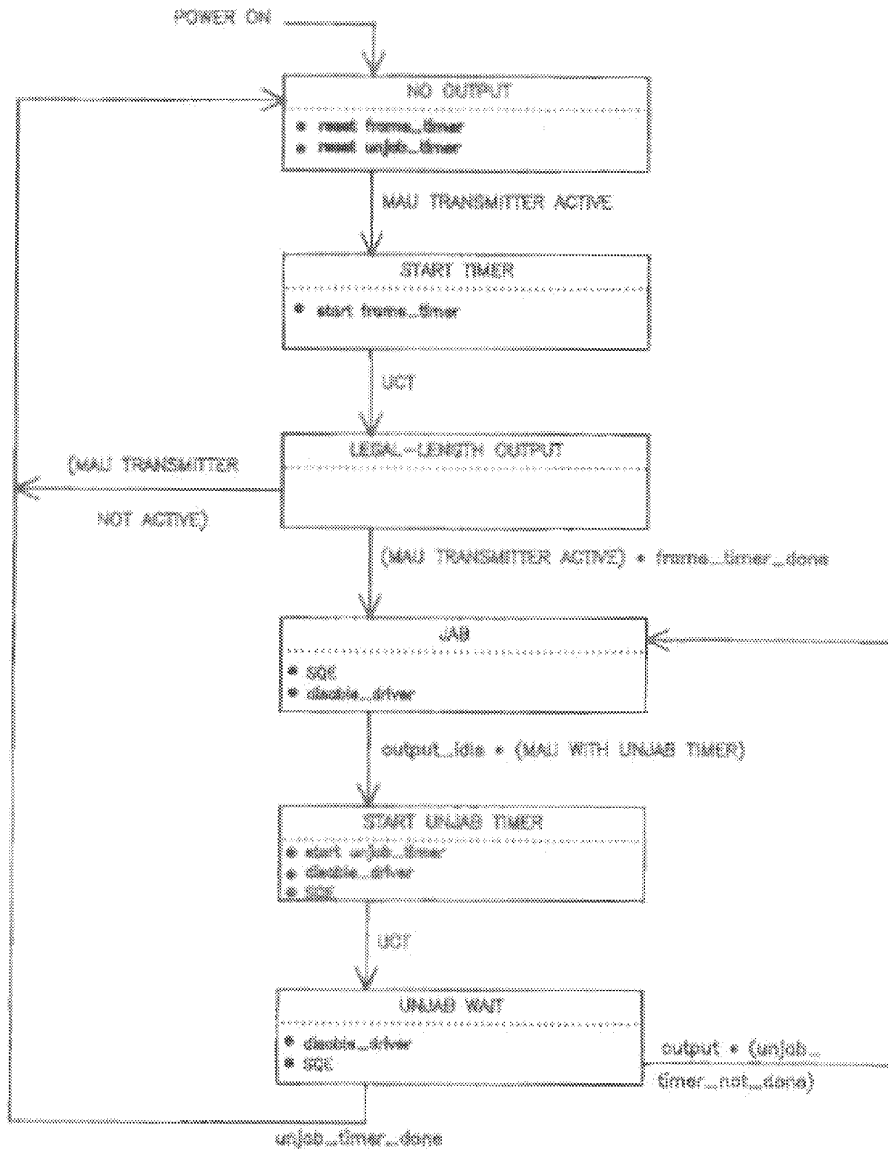 POWER ON
NO OUTPUT
• reset frame_timer
• reset unjab_timer
MAU TRANSMITTER ACTIVE
START TIMER
• start frame_timer
UCT
LEGAL-LENGTH OUTPUT
(MAU TRANSMITTER
NOT ACTIVE)
(MAU TRANSMITTER ACTIVE) * frame_timer_done
JAB
• SQE
• disable_driver
output_idle * (MAU WITH UNJAB TIMER)
START UNJAB TIMER
• start unjab_timer
• disable_driver
• SQE
UCT
UNJAB WAIT
• disable_driver
• SQE
output * (unjab_
timer_not_done)
unjab_timer_done